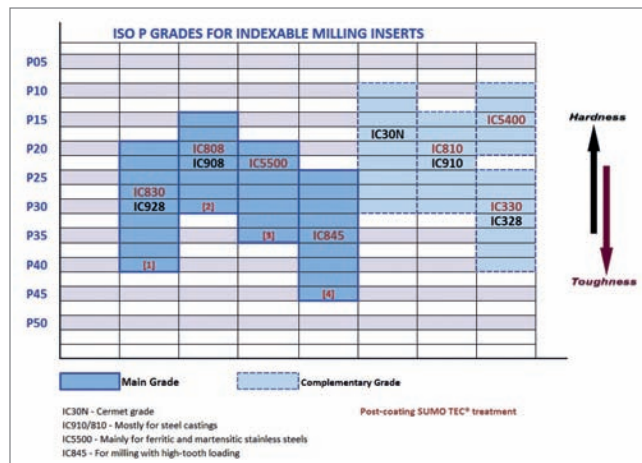 ISO P GRADES FOR INDEXABLE MILLING INSERTS
P05
P10
P15
IC5400
Hardness
IC30N
P20
IC808
IC810
IC908
IC5500
IC910
P25
IC830
IC330
P30
IC928
[2]
IC328
P35
[3]
IC845
P40
[1]
Toughness
P45
[4]
P50
Main Grade
Complementary Grade
IC30N - Cermet grade
Post-coating SUMO TEC® treatment
IC910/810 - Mostly for steel castings
IC5500 - Mainly for ferritic and martensitic stainless steels
IC845 - For milling with high-tooth loading